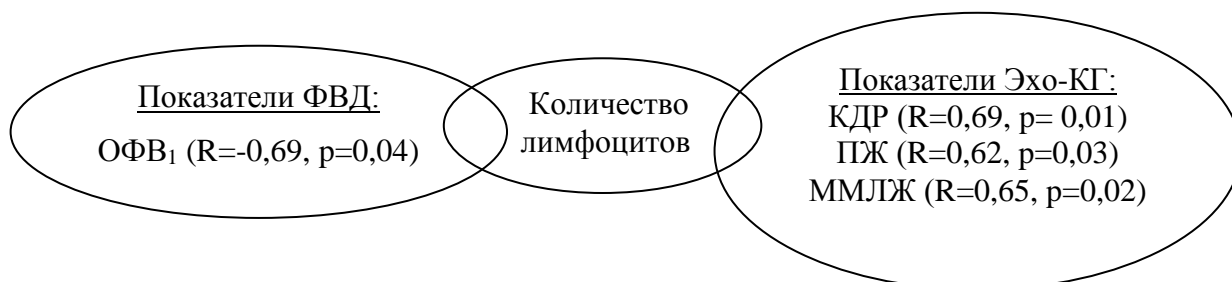 Показатели ФВД:
ОФВ₁ (R=-0,69, p=0,04)
Количество
лимфоцитов
Показатели Эхо-КГ:
КДР (R=0,69, p= 0,01)
ПЖ (R=0,62, p=0,03)
ММЛЖ (R=0,65, p=0,02)